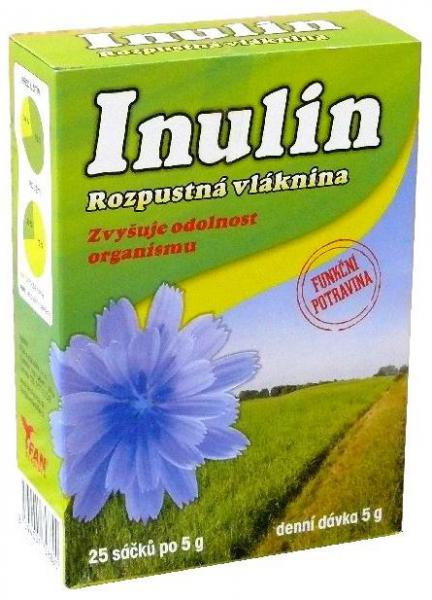 Inulin
Rozpustná vláknina
Zvyšuje odolnost
organismu
FUNKČNÍ
POTRAVINA
25 sáčků po 5 g
denní dávka 5 g
FAN